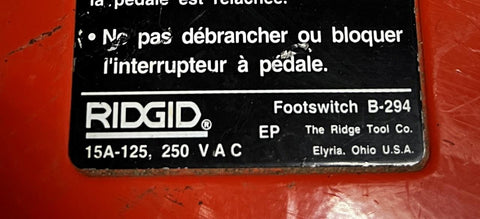 la pédale est relâchée.
• Ne pas débrancher ou bloquer
l'interrupteur à pédale.
RIDGID® Footswitch B-294
15A-125, 250 V A C EP The Ridge Tool Co.
Elyria, Ohio U.S.A.